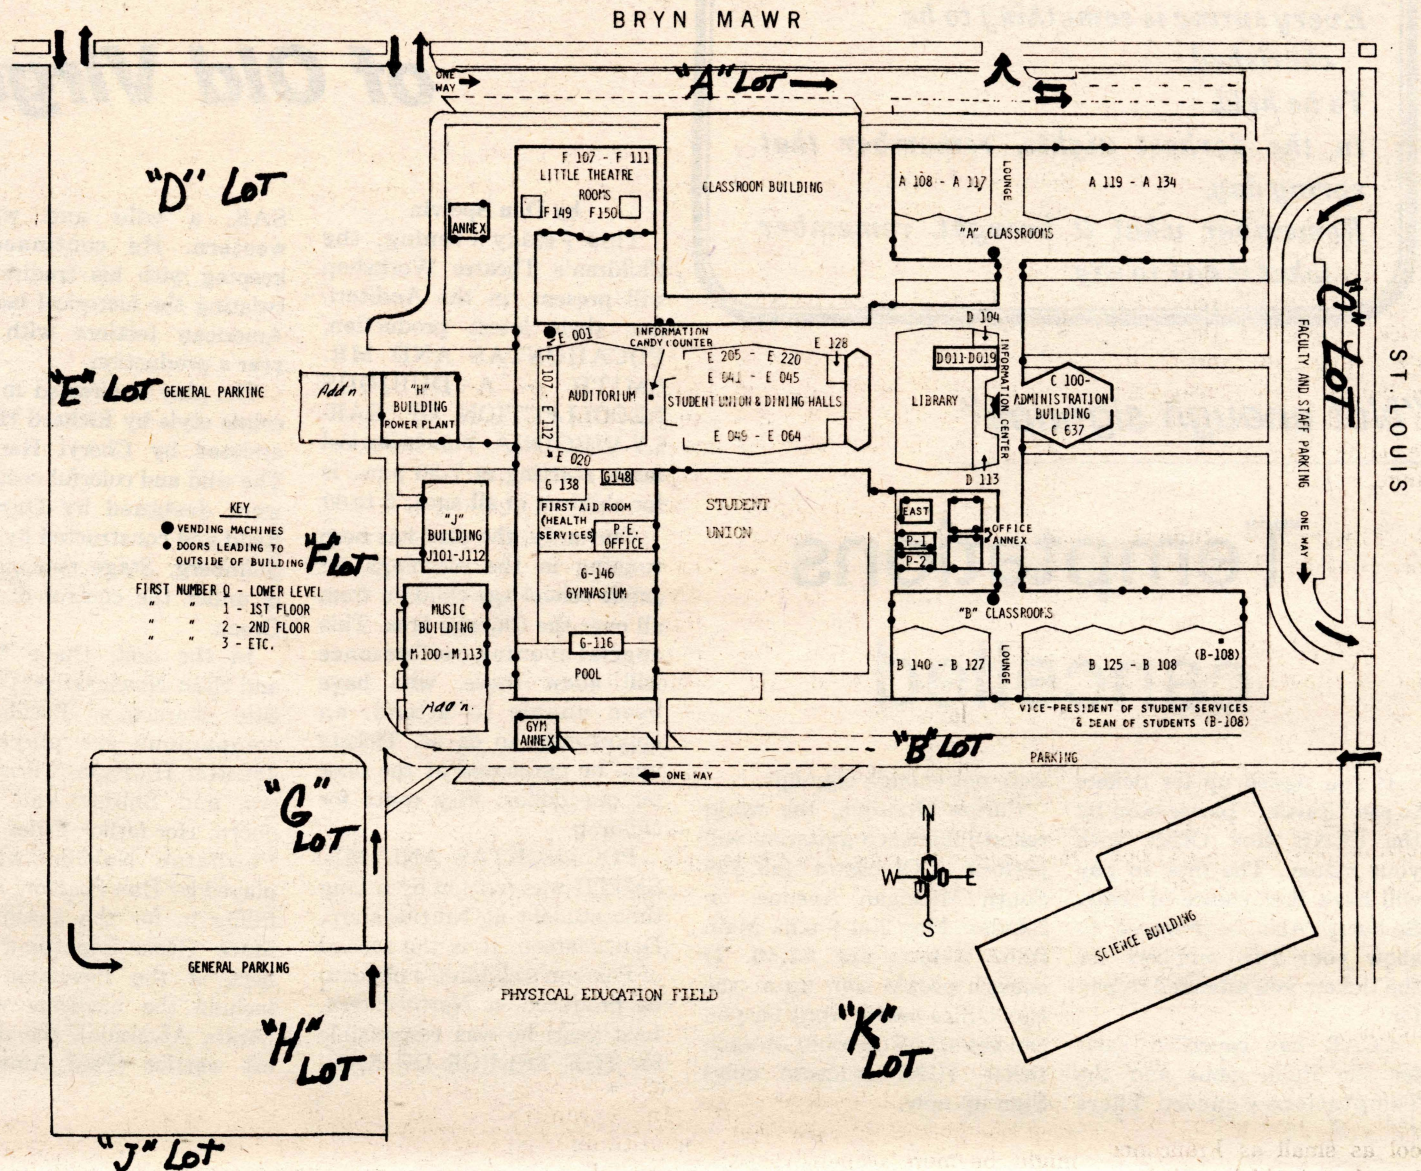 BRYN MAWR
ONE
WAY
"A" LOT
"D" LOT
F 107 - F 111
LITTLE THEATRE
ROOMS
F149 F150
ANNEX
CLASSROOM BUILDING
A 108 - A 117
LOUNGE
A 119 - A 134
"A" CLASSROOMS
"C" LOT
FACULTY AND STAFF PARKING ONE WAY
ST. LOUIS
E 001
INFORMATION
CANDY COUNTER
E 107 - E 112
AUDITORIUM
E 020
E 205 - E 220
E 041 - E 045
STUDENT UNION & DINING HALLS
E 049 - E 064
E 128
D 104
D011-D019
LIBRARY
INFORMATION CENTER
D 113
C 100-
ADMINISTRATION
BUILDING
C 637
"E" LOT GENERAL PARKING
Add'n.
"H"
BUILDING
POWER PLANT
KEY
VENDING MACHINES
DOORS LEADING TO
OUTSIDE OF BUILDING
"F" LOT
FIRST NUMBER 0 - LOWER LEVEL
" " 1 - 1ST FLOOR
" " 2 - 2ND FLOOR
" " 3 - ETC.
"J"
BUILDING
J101-J112
MUSIC
BUILDING
M100-M113
Add'n.
G 138
G148
FIRST AID ROOM
(HEALTH
SERVICES)
P.E.
OFFICE
G-146
GYMNASIUM
G-116
POOL
GYM
ANNEX
STUDENT
UNION
EAST
P-1
P-2
OFFICE
ANNEX
"B" CLASSROOMS
B 140 - B 127
LOUNGE
B 125 - B 108
(B-108)
VICE-PRESIDENT OF STUDENT SERVICES
& DEAN OF STUDENTS (B-108)
"B" LOT
PARKING
ONE WAY
"G"
LOT
GENERAL PARKING
"H"
LOT
"J" LOT
PHYSICAL EDUCATION FIELD
N
W E
S
UNI
"K"
LOT
SCIENCE BUILDING